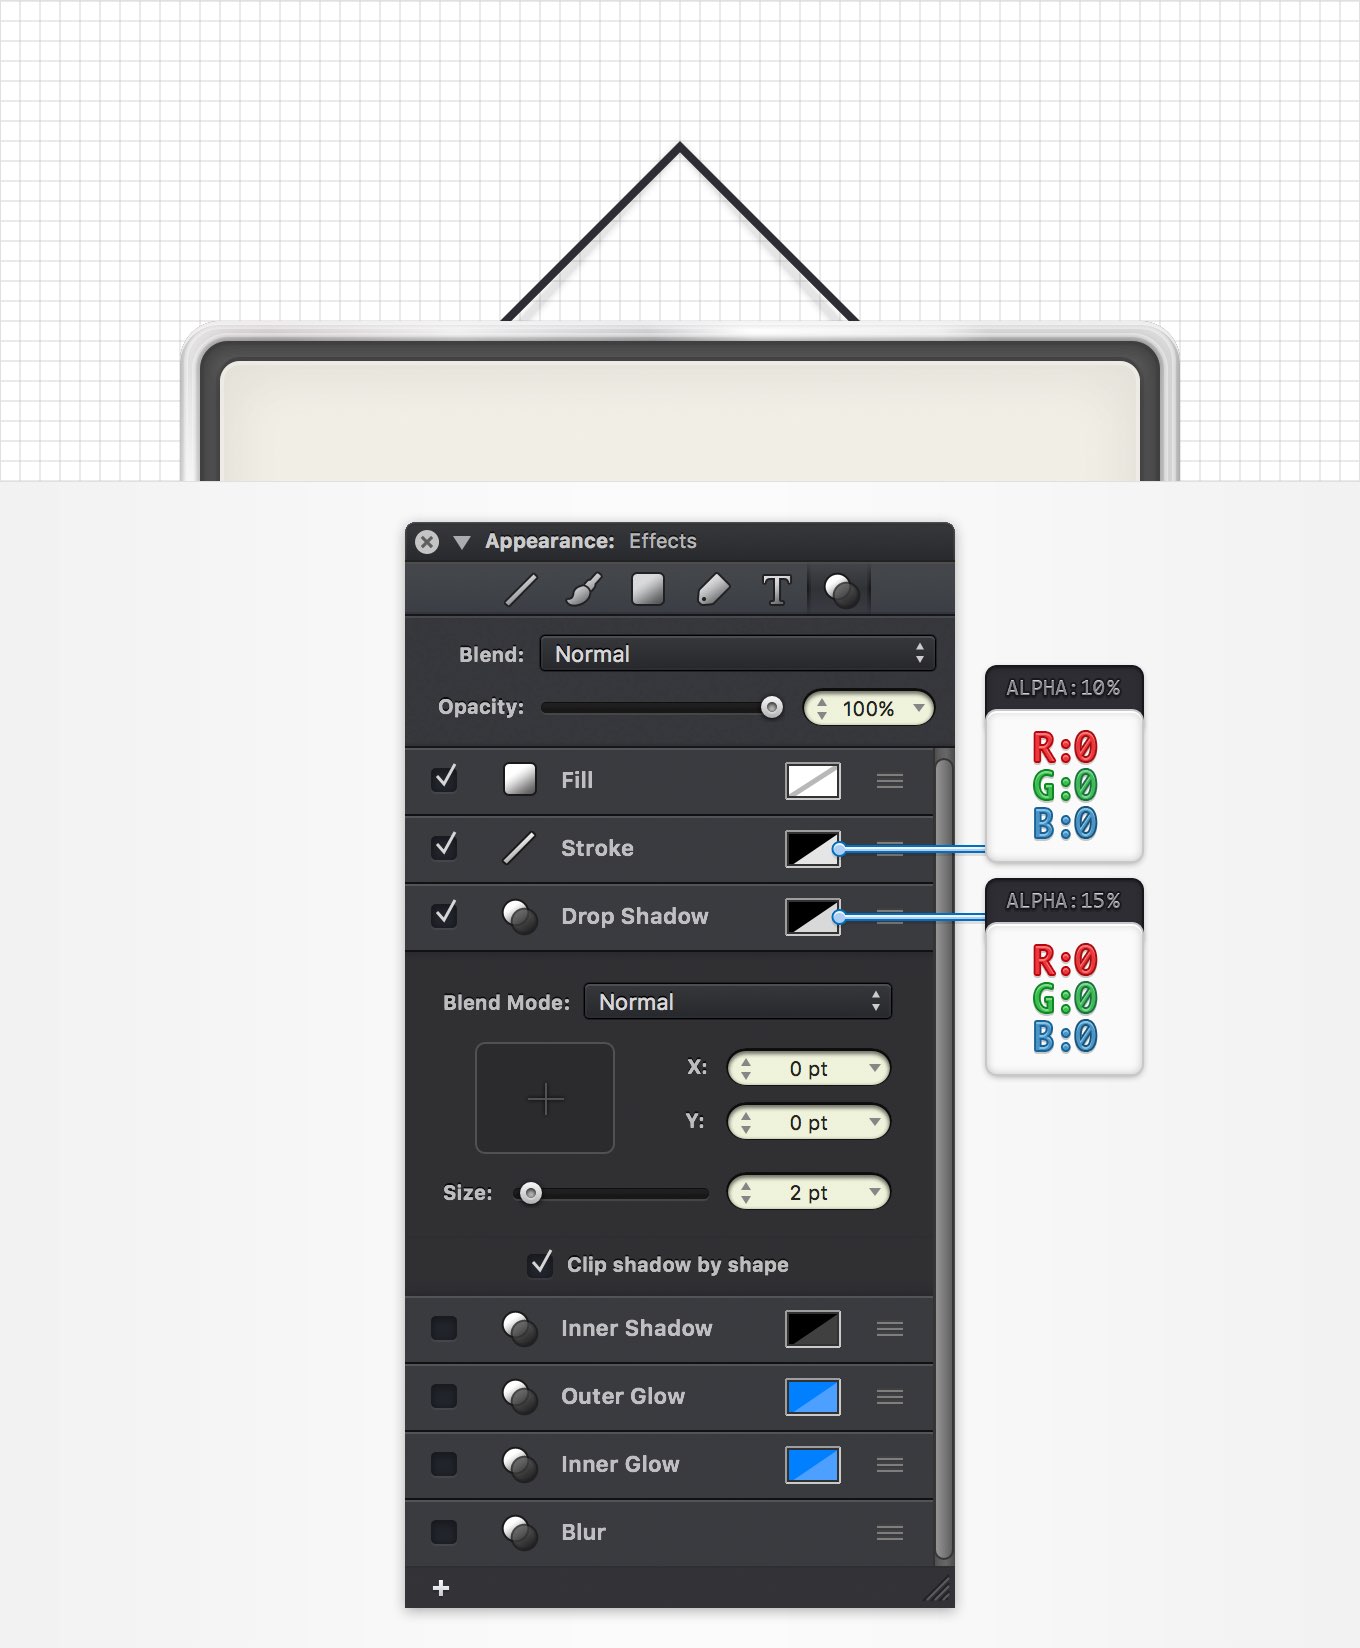 Appearance: Effects
T
Blend: Normal
Opacity: 100%
ALPHA:10%
R:0
G:0
B:0
Fill
Stroke
Drop Shadow
ALPHA:15%
R:0
G:0
B:0
Blend Mode: Normal
X: 0 pt
Y: 0 pt
Size: 2 pt
Clip shadow by shape
Inner Shadow
Outer Glow
Inner Glow
Blur